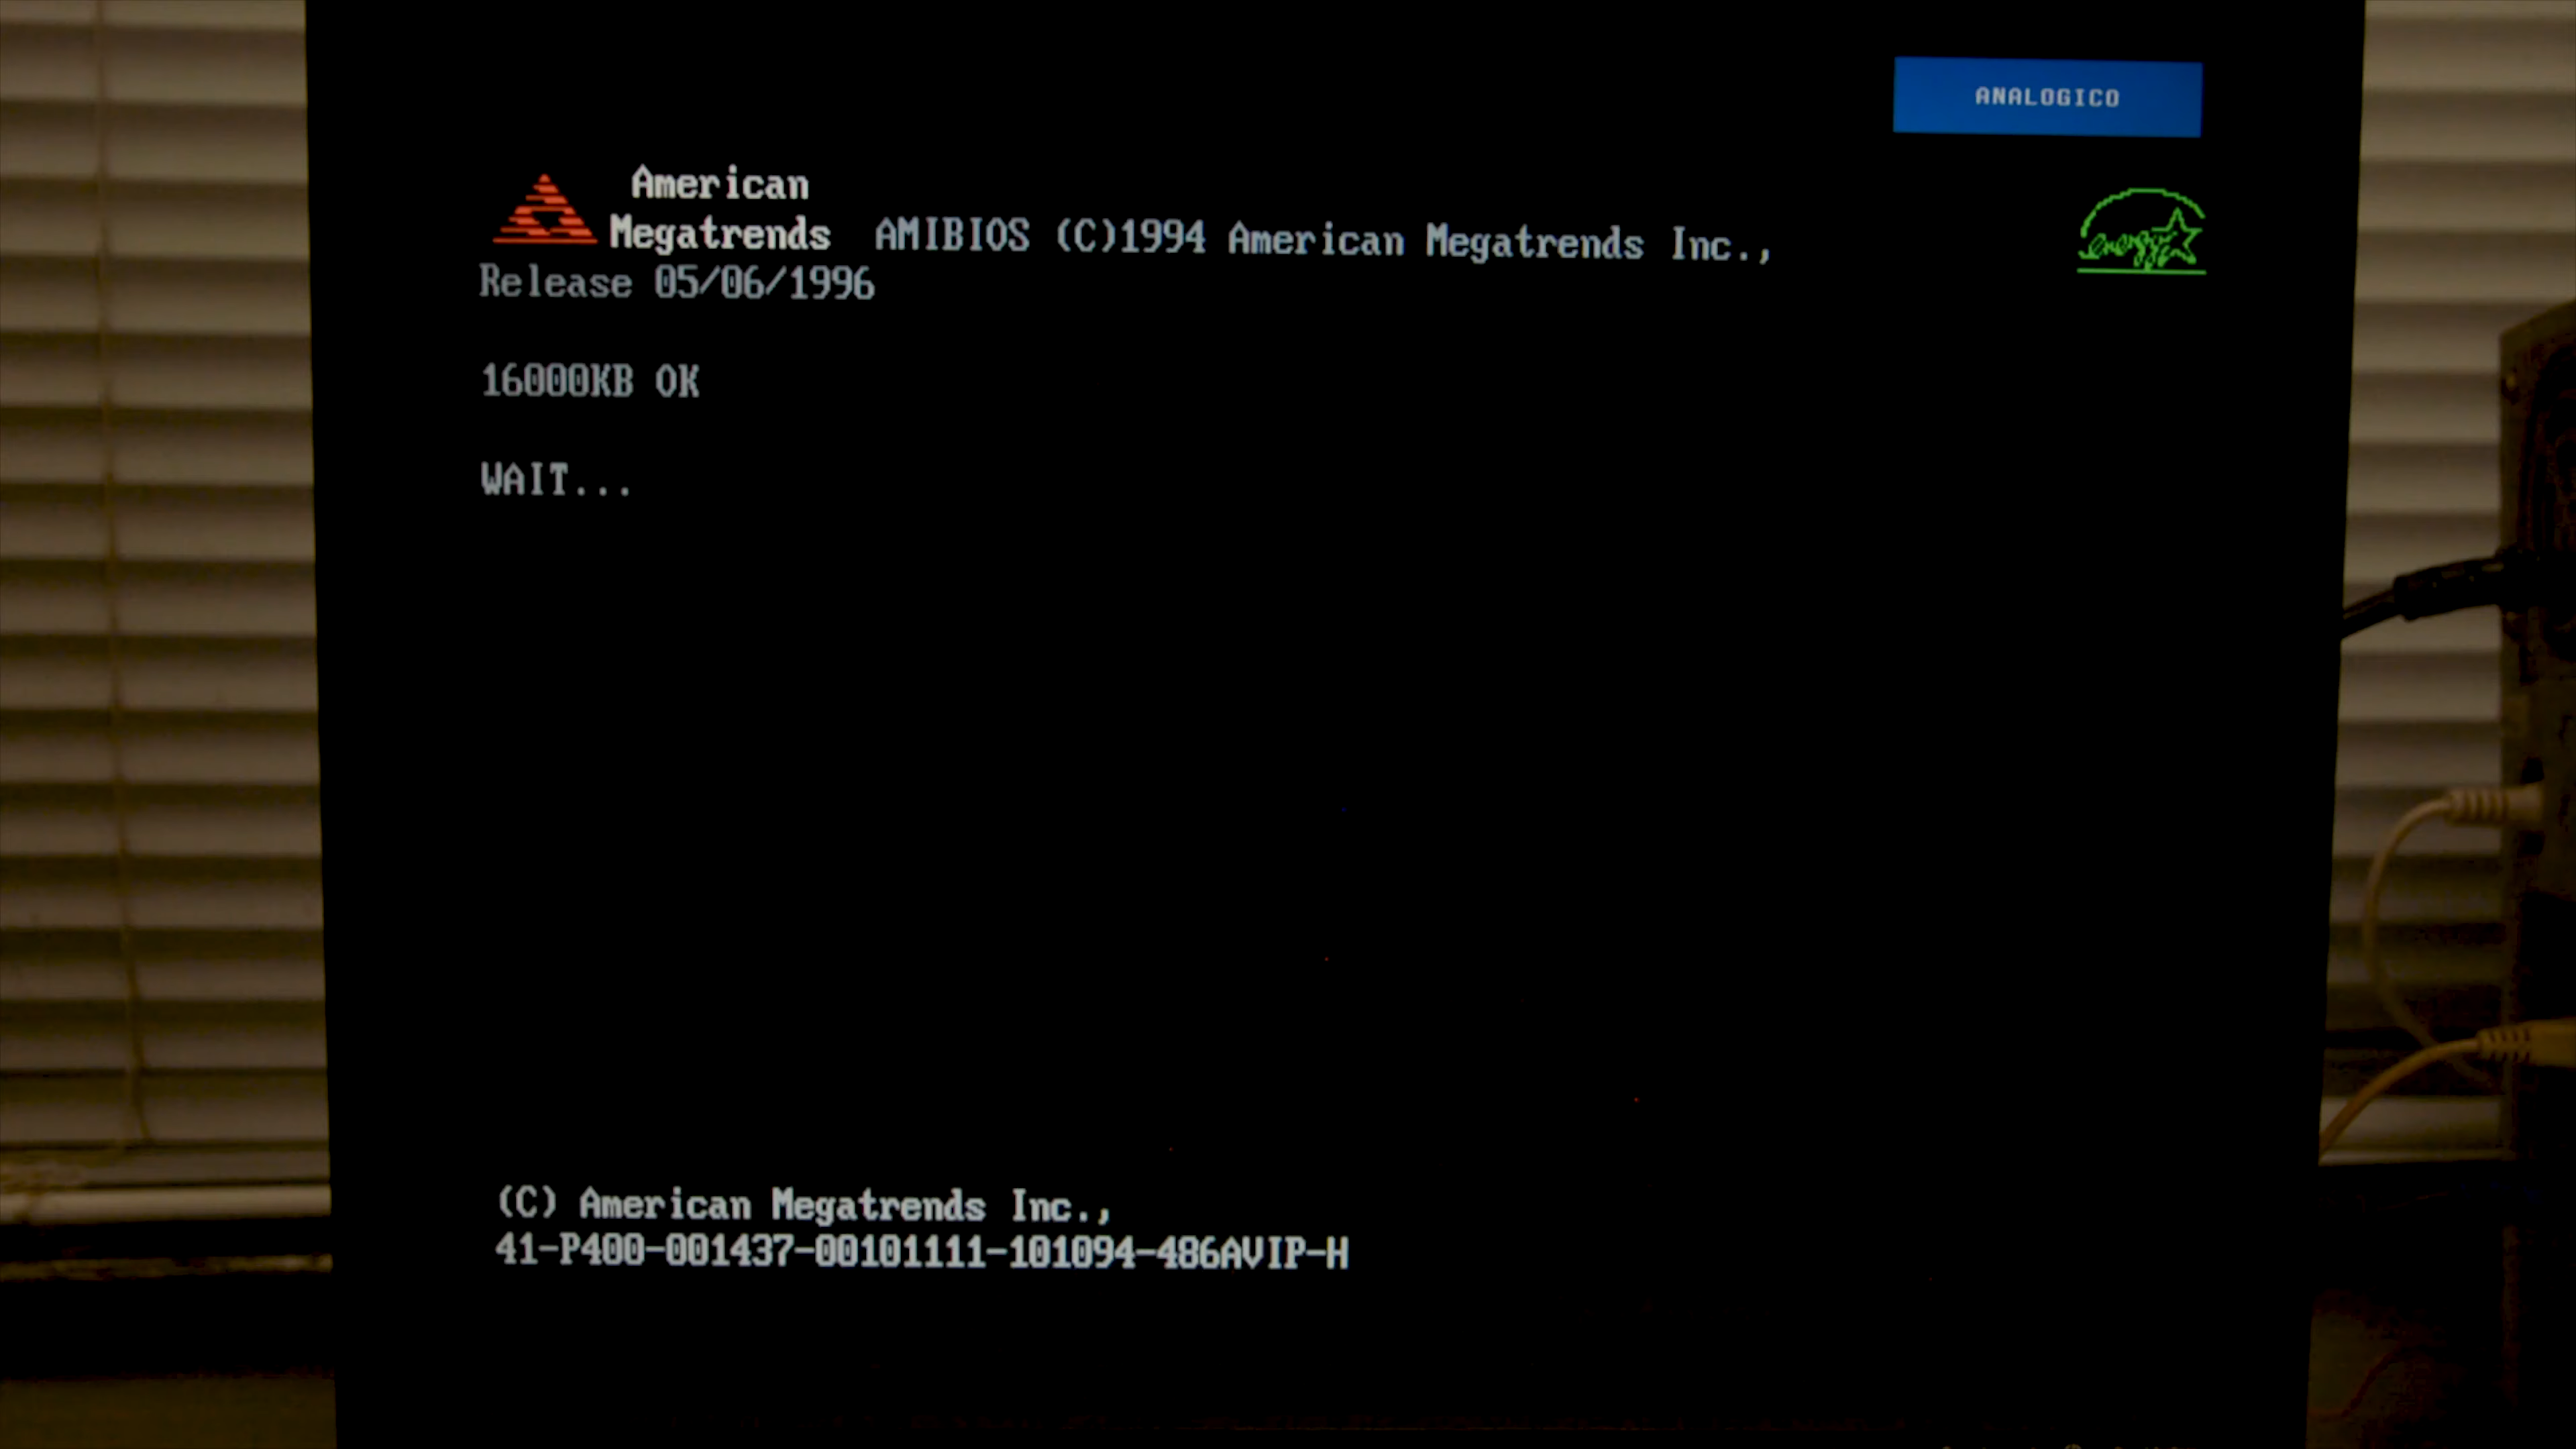 ANALOGICO
American
Megatrends AMIBIOS (C)1994 American Megatrends Inc.,
energy
Release 05/06/1996
16000KB OK
WAIT...
(C) American Megatrends Inc.,
41-P400-001437-00101111-101094-486AVIP-H